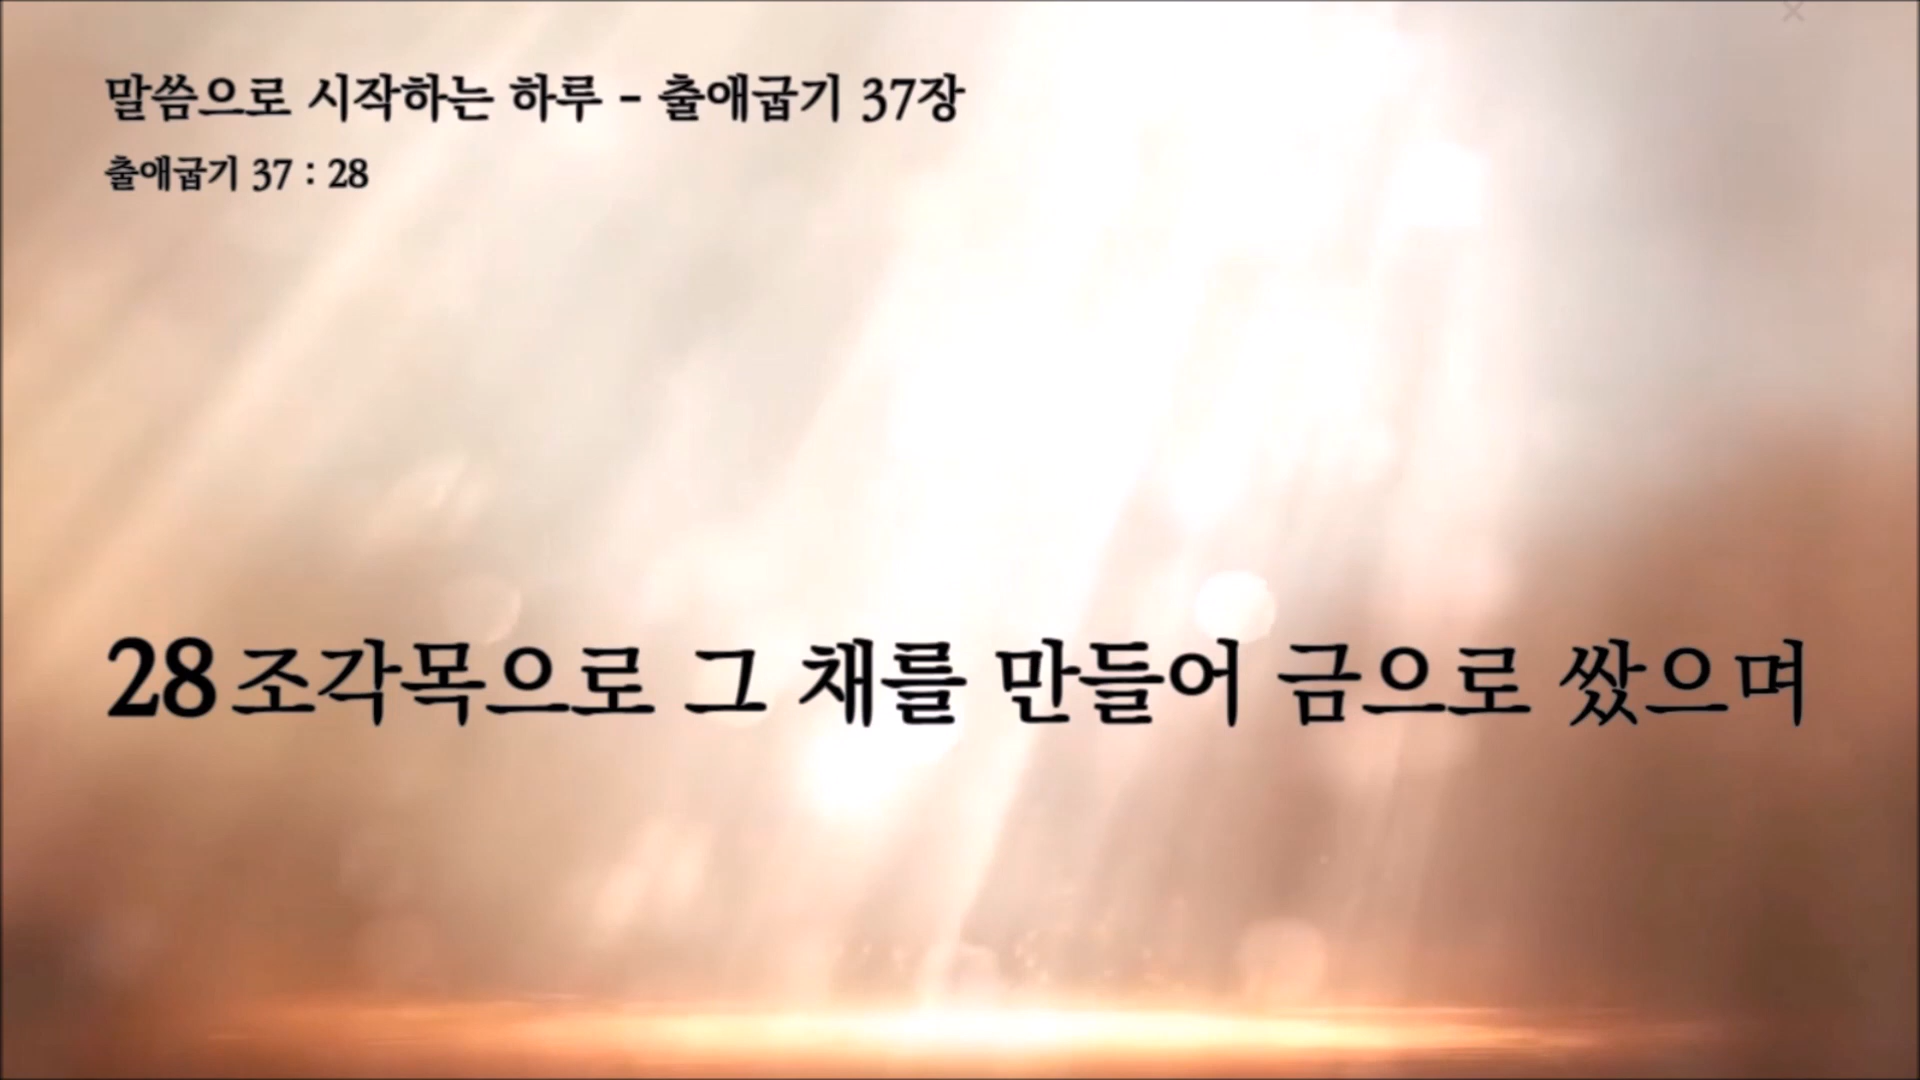 말씀으로 시작하는 하루 - 출애굽기 37장
출애굽기 37 : 28
28 조각목으로 그 채를 만들어 금으로 쌌으며